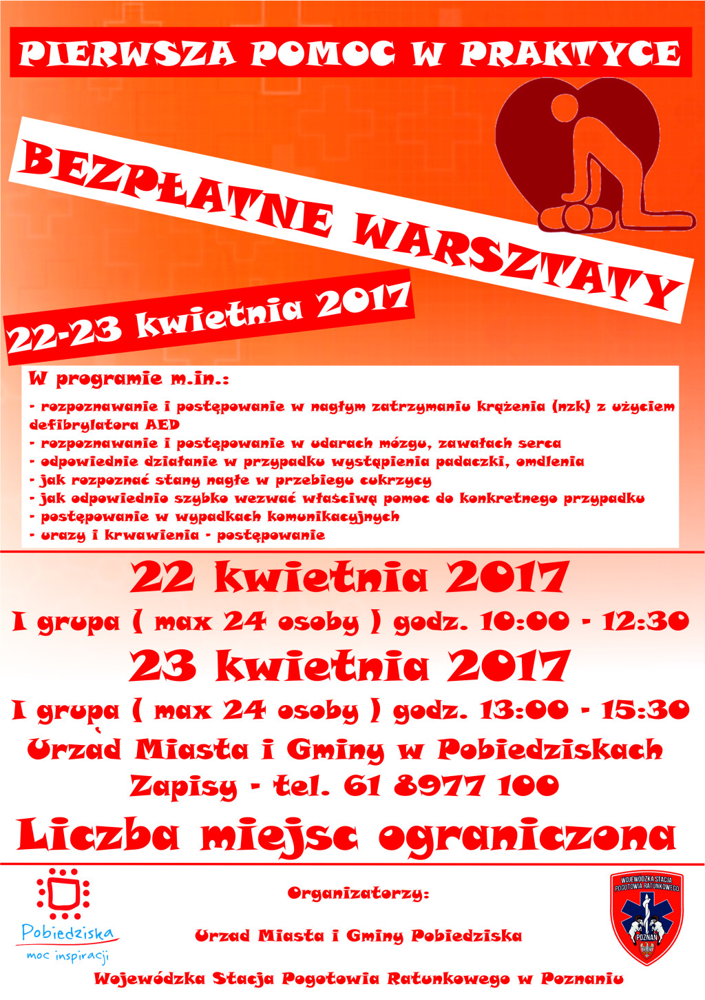 PIERWSZA POMOC W PRAKTYCE
BEZPŁATNE WARSZTATY
22-23 kwietnia 2017
W programie m.in.:
- rozpoznawanie i postępowanie w nagłym zatrzymaniu krążenia (nzk) z użyciem
defibrylatora AED
- rozpoznawanie i postępowanie w udarach mózgu, zawałach serca
- odpowiednie działanie w przypadku wystąpienia padaczki, omdlenia
- jak rozpoznać stany nagłe w przebiegu cukrzycy
- jak odpowiednio szybko wezwać właściwą pomoc do konkretnego przypadku
- postępowanie w wypadkach komunikacyjnych
- urazy i krwawienia - postępowanie
22 kwietnia 2017
I grupa ( max 24 osoby ) godz. 10:00 - 12:30
23 kwietnia 2017
I grupa ( max 24 osoby ) godz. 13:00 - 15:30
Urząd Miasta i Gminy w Pobiedziskach
Zapisy - tel. 61 8977 100
Liczba miejsc ograniczona
Pobiedziska
moc inspiracji
Organizatorzy:
Urzad Miasta i Gminy Pobiedziska
Wojewódzka Stacja Pogotowia Ratunkowego w Poznaniu
WOJEWÓDZKA STACJA
POGOTOWIA RATUNKOWEGO
POZNAŃ